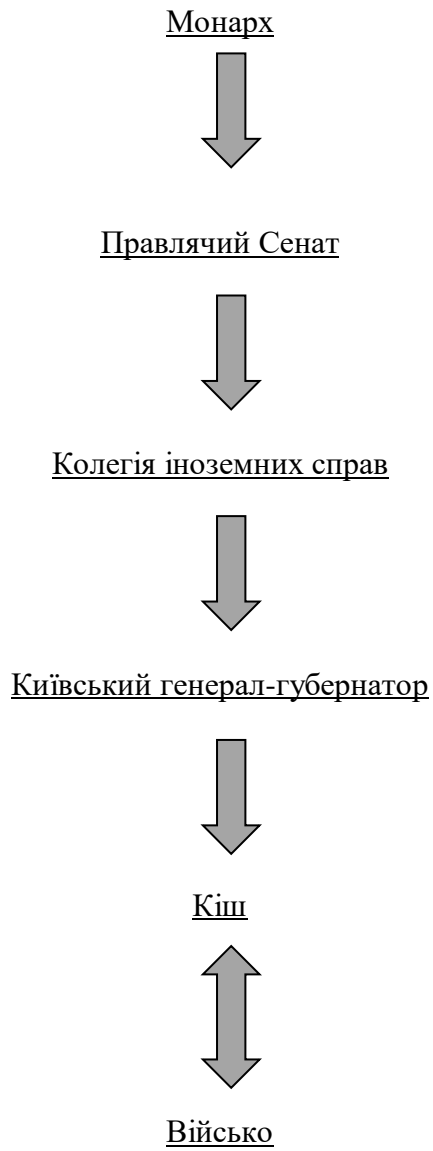 Монарх
Правлячий Сенат
Колегія іноземних справ
Київський генерал-губернатор
Кіш
Військо